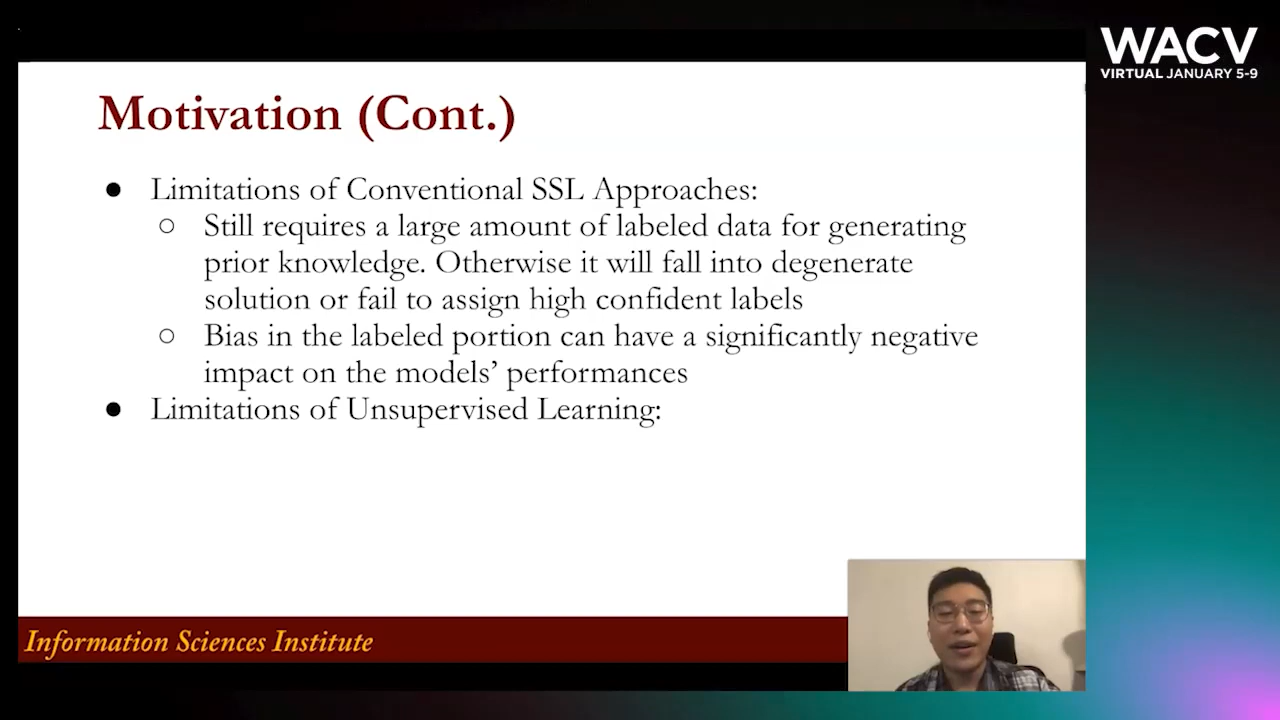 WACV
VIRTUAL JANUARY 5-9
Motivation (Cont.)
● Limitations of Conventional SSL Approaches:
○ Still requires a large amount of labeled data for generating
prior knowledge. Otherwise it will fall into degenerate
solution or fail to assign high confident labels
○ Bias in the labeled portion can have a significantly negative
impact on the models’ performances
● Limitations of Unsupervised Learning:
Information Sciences Institute